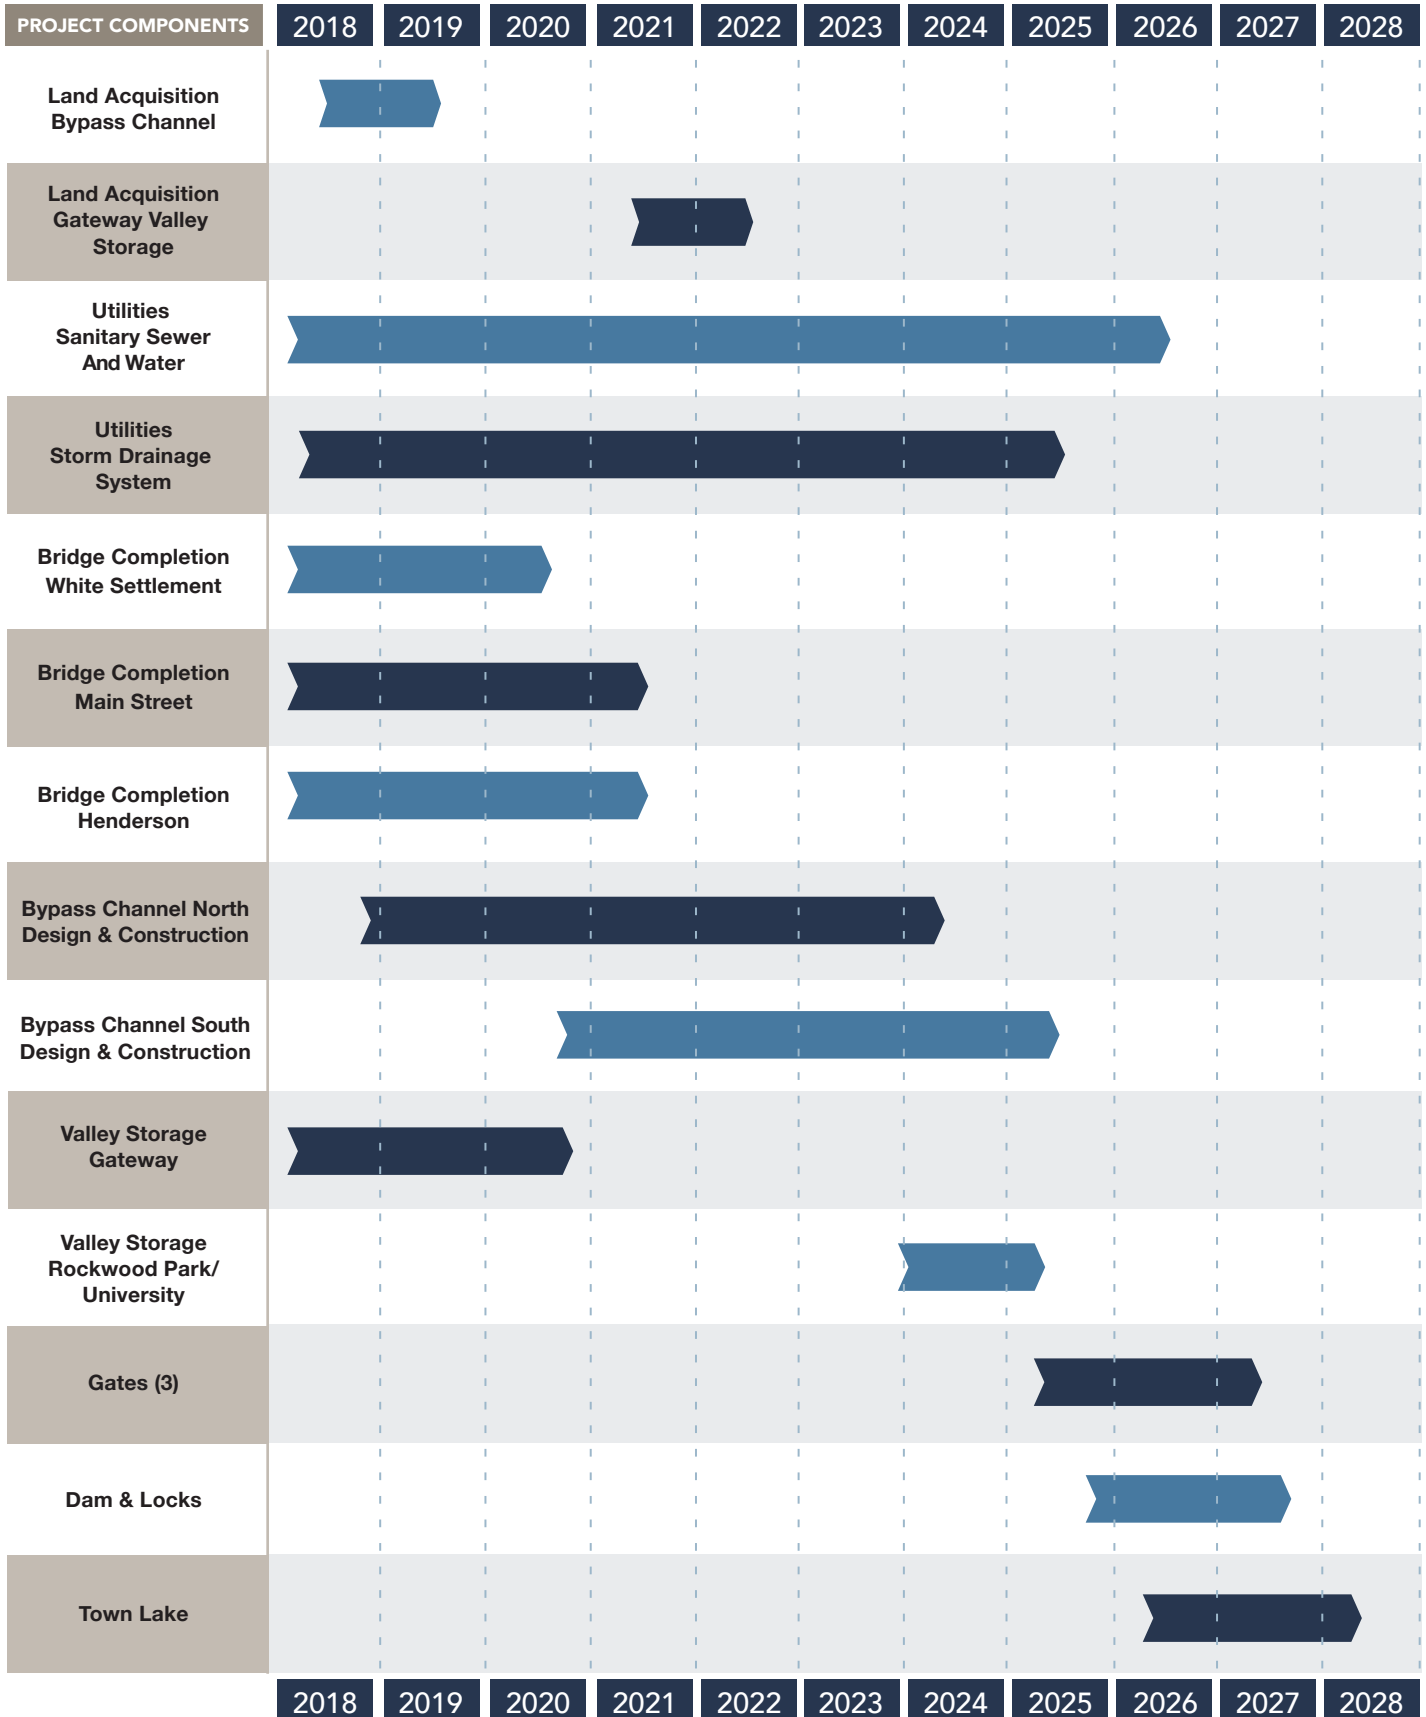 PROJECT COMPONENTS 2018 2019 2020 2021 2022 2023 2024 2025 2026 2027 2028
Land Acquisition
Bypass Channel
Land Acquisition
Gateway Valley
Storage
Utilities
Sanitary Sewer
And Water
Utilities
Storm Drainage
System
Bridge Completion
White Settlement
Bridge Completion
Main Street
Bridge Completion
Henderson
Bypass Channel North
Design & Construction
Bypass Channel South
Design & Construction
Valley Storage
Gateway
Valley Storage
Rockwood Park/
University
Gates (3)
Dam & Locks
Town Lake
2018 2019 2020 2021 2022 2023 2024 2025 2026 2027 2028